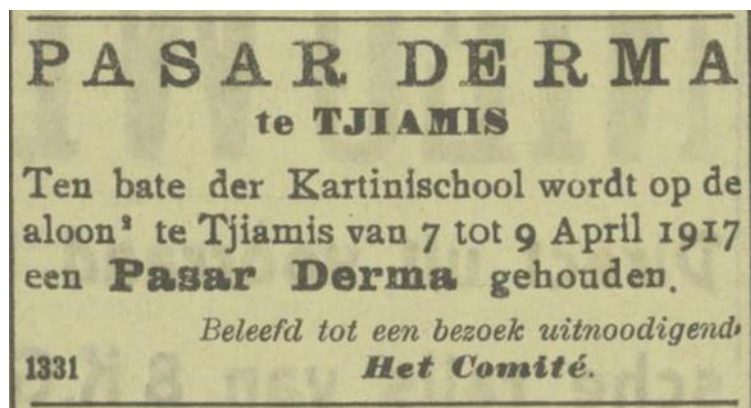 PASAR DERMA
te TJIAMIS
Ten bate der Kartinischool wordt op de
aloon² te Tjiamis van 7 tot 9 April 1917
een Pasar Derma gehouden.
Beleefd tot een bezoek uitnoodigend,
1331 Het Comité.